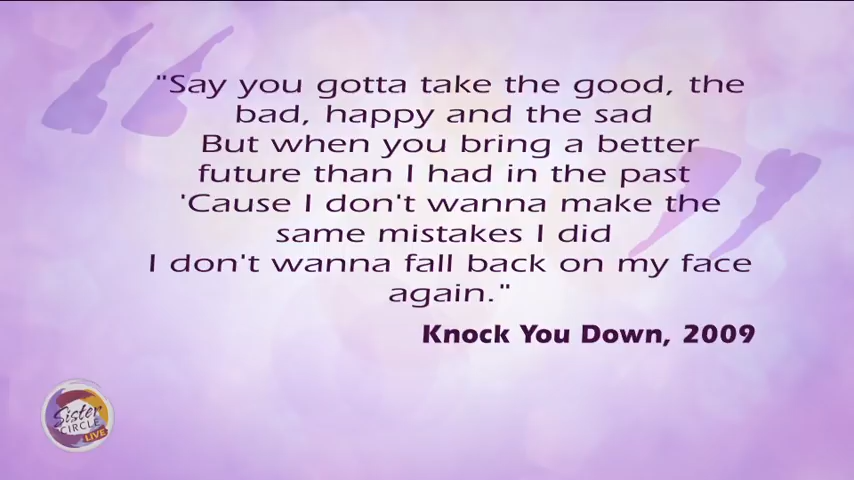 "Say you gotta take the good, the
bad, happy and the sad
But when you bring a better
future than I had in the past
'Cause I don't wanna make the
same mistakes I did
I don't wanna fall back on my face
again."
Knock You Down, 2009
Sister
CIRCLE
LIVE